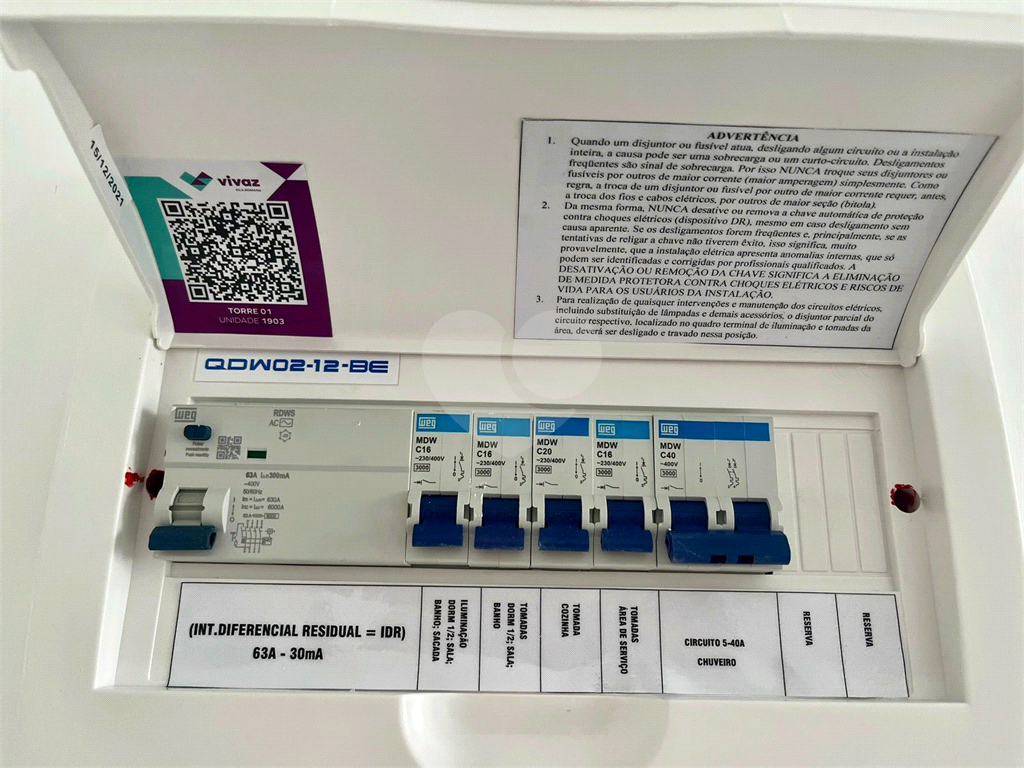 15/12/2021
vivaz
VILA ROMANA
TORRE 01
UNIDADE 1903
ADVERTÊNCIA
1. Quando um disjuntor ou fusível atua, desligando algum circuito ou a instalação
inteira, a causa pode ser uma sobrecarga ou um curto-circuito. Desligamentos
freqüentes são sinal de sobrecarga. Por isso NUNCA troque seus disjuntores ou
fusíveis por outros de maior corrente (maior amperagem) simplesmente. Como
regra, a troca de um disjuntor ou fusível por outro de maior corrente requer, antes,
a troca dos fios e cabos elétricos, por outros de maior seção (bitola).
2. Da mesma forma, NUNCA desative ou remova a chave automática de proteção
contra choques elétricos (dispositivo DR), mesmo em caso desligamento sem
causa aparente. Se os desligamentos forem freqüentes e, principalmente, se as
tentativas de religar a chave não tiverem êxito, isso significa, muito
provavelmente, que a instalação elétrica apresenta anomalias internas, que só
podem ser identificadas e corrigidas por profissionais qualificados. A
DESATIVAÇÃO OU REMOÇÃO DA CHAVE SIGNIFICA A ELIMINAÇÃO
DE MEDIDA PROTETORA CONTRA CHOQUES ELÉTRICOS E RISCOS DE
VIDA PARA OS USUÁRIOS DA INSTALAÇÃO.
3. Para realização de quaisquer intervenções e manutenção dos circuitos elétricos,
incluindo substituição de lâmpadas e demais acessórios, o disjuntor parcial do
circuito respectivo, localizado no quadro terminal de iluminação e tomadas da
área, deverá ser desligado e travado nessa posição.
QDW02-12-BE
weg
RDWS
AC
63A IΔn 300mA
~400V
50/60Hz
weg
MDW
C16
~230/400V
3000
weg
MDW
C16
~230/400V
3000
weg
MDW
C20
~230/400V
3000
weg
MDW
C16
~230/400V
3000
weg
MDW
C40
~400V
3000
(INT.DIFERENCIAL RESIDUAL = IDR)
63A - 30mA
ILUMINAÇÃO
DORM 1/2; SALA;
BANHO; SACADA
TOMADAS
DORM 1/2; SALA;
BANHO
TOMADA
COZINHA
TOMADAS
ÁREA DE SERVIÇO
CIRCUITO 5-40A
CHUVEIRO
RESERVA
RESERVA